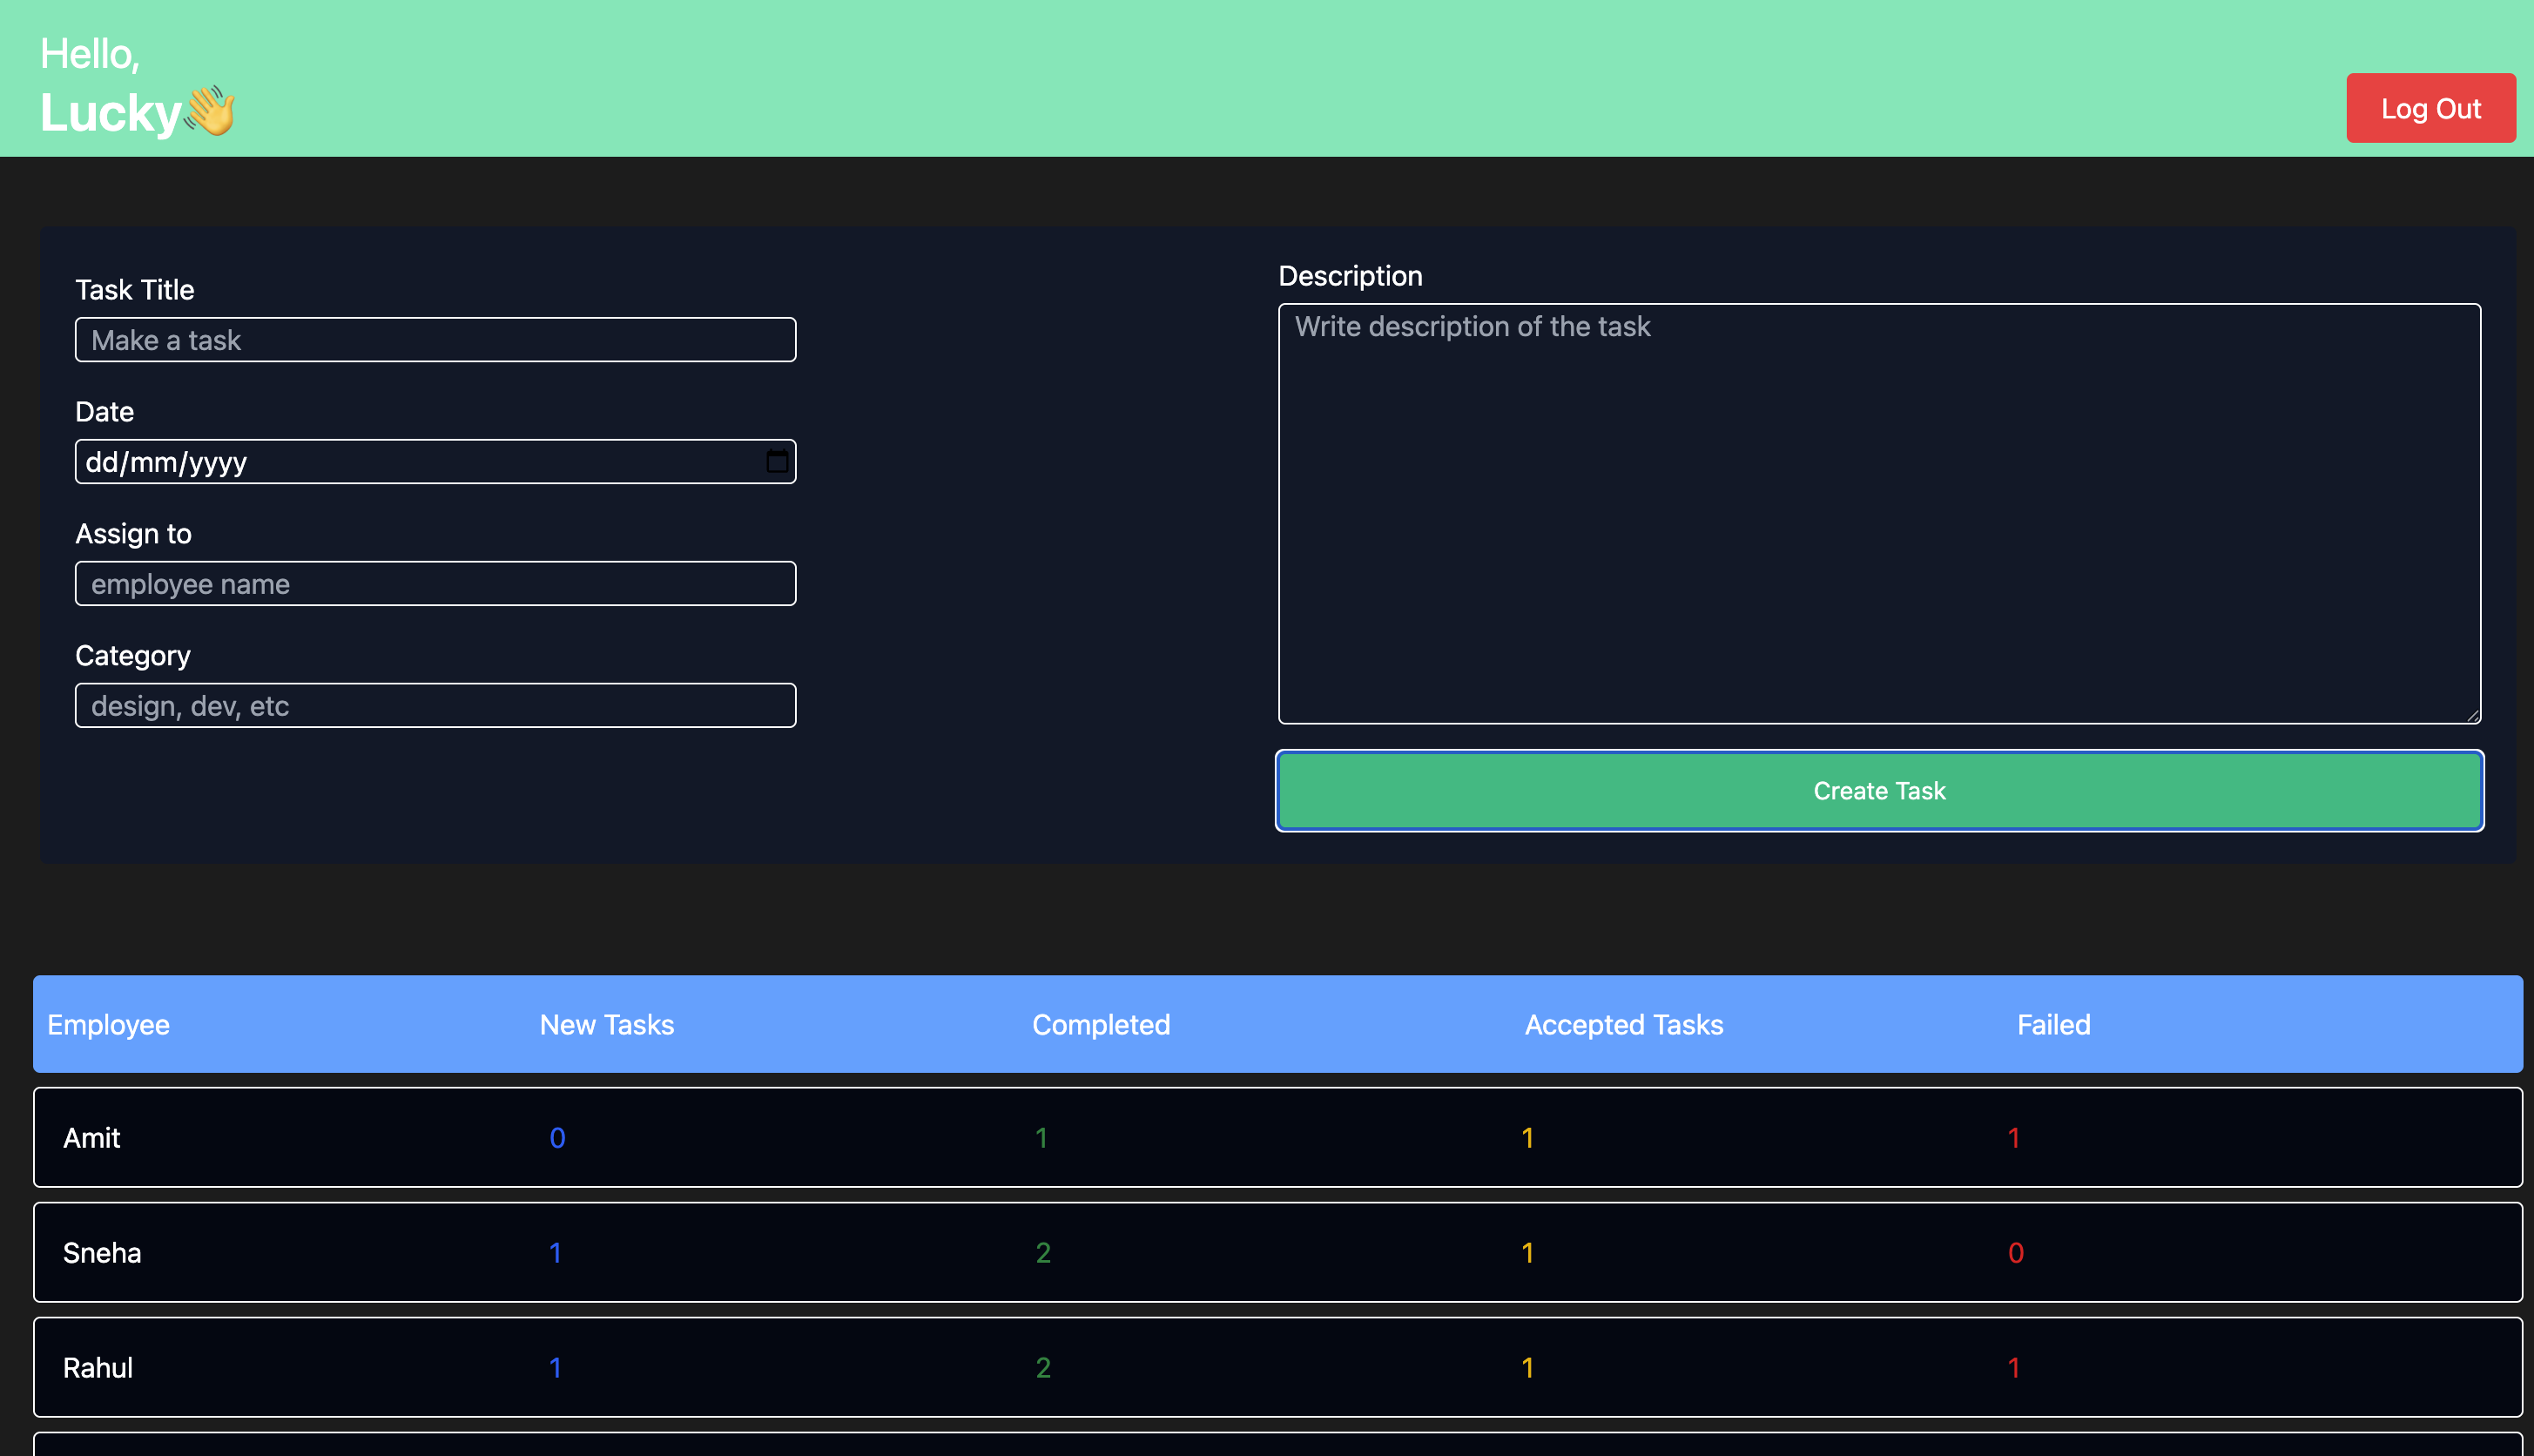 Hello,
Lucky👋
Log Out
Task Title
Make a task
Date
dd/mm/yyyy
Assign to
employee name
Category
design, dev, etc
Description
Write description of the task
Create Task
Employee New Tasks Completed Accepted Tasks Failed
Amit 0 1 1 1
Sneha 1 2 1 0
Rahul 1 2 1 1